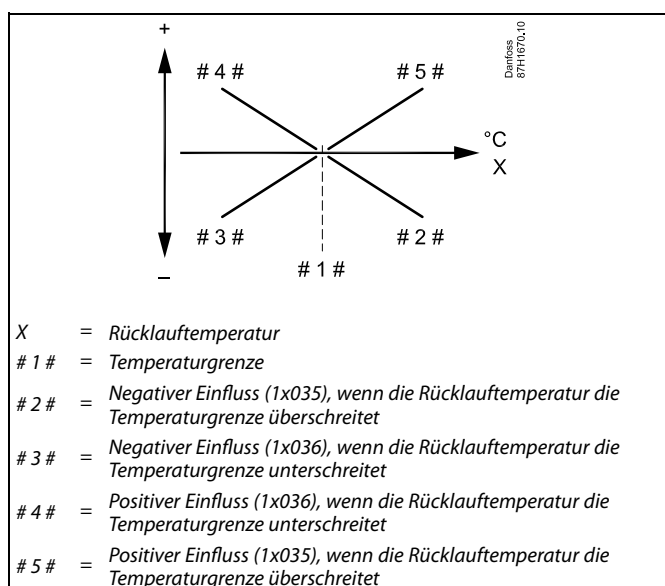 +
# 4 #
# 5 #
Danfoss
87H1670.10
°C
X
# 3 #
# 2 #
–
# 1 #
X = Rücklauftemperatur
# 1 # = Temperaturgrenze
# 2 # = Negativer Einfluss (1x035), wenn die Rücklauftemperatur die
Temperaturgrenze überschreitet
# 3 # = Negativer Einfluss (1x036), wenn die Rücklauftemperatur die
Temperaturgrenze unterschreitet
# 4 # = Positiver Einfluss (1x036), wenn die Rücklauftemperatur die
Temperaturgrenze unterschreitet
# 5 # = Positiver Einfluss (1x035), wenn die Rücklauftemperatur die
Temperaturgrenze überschreitet